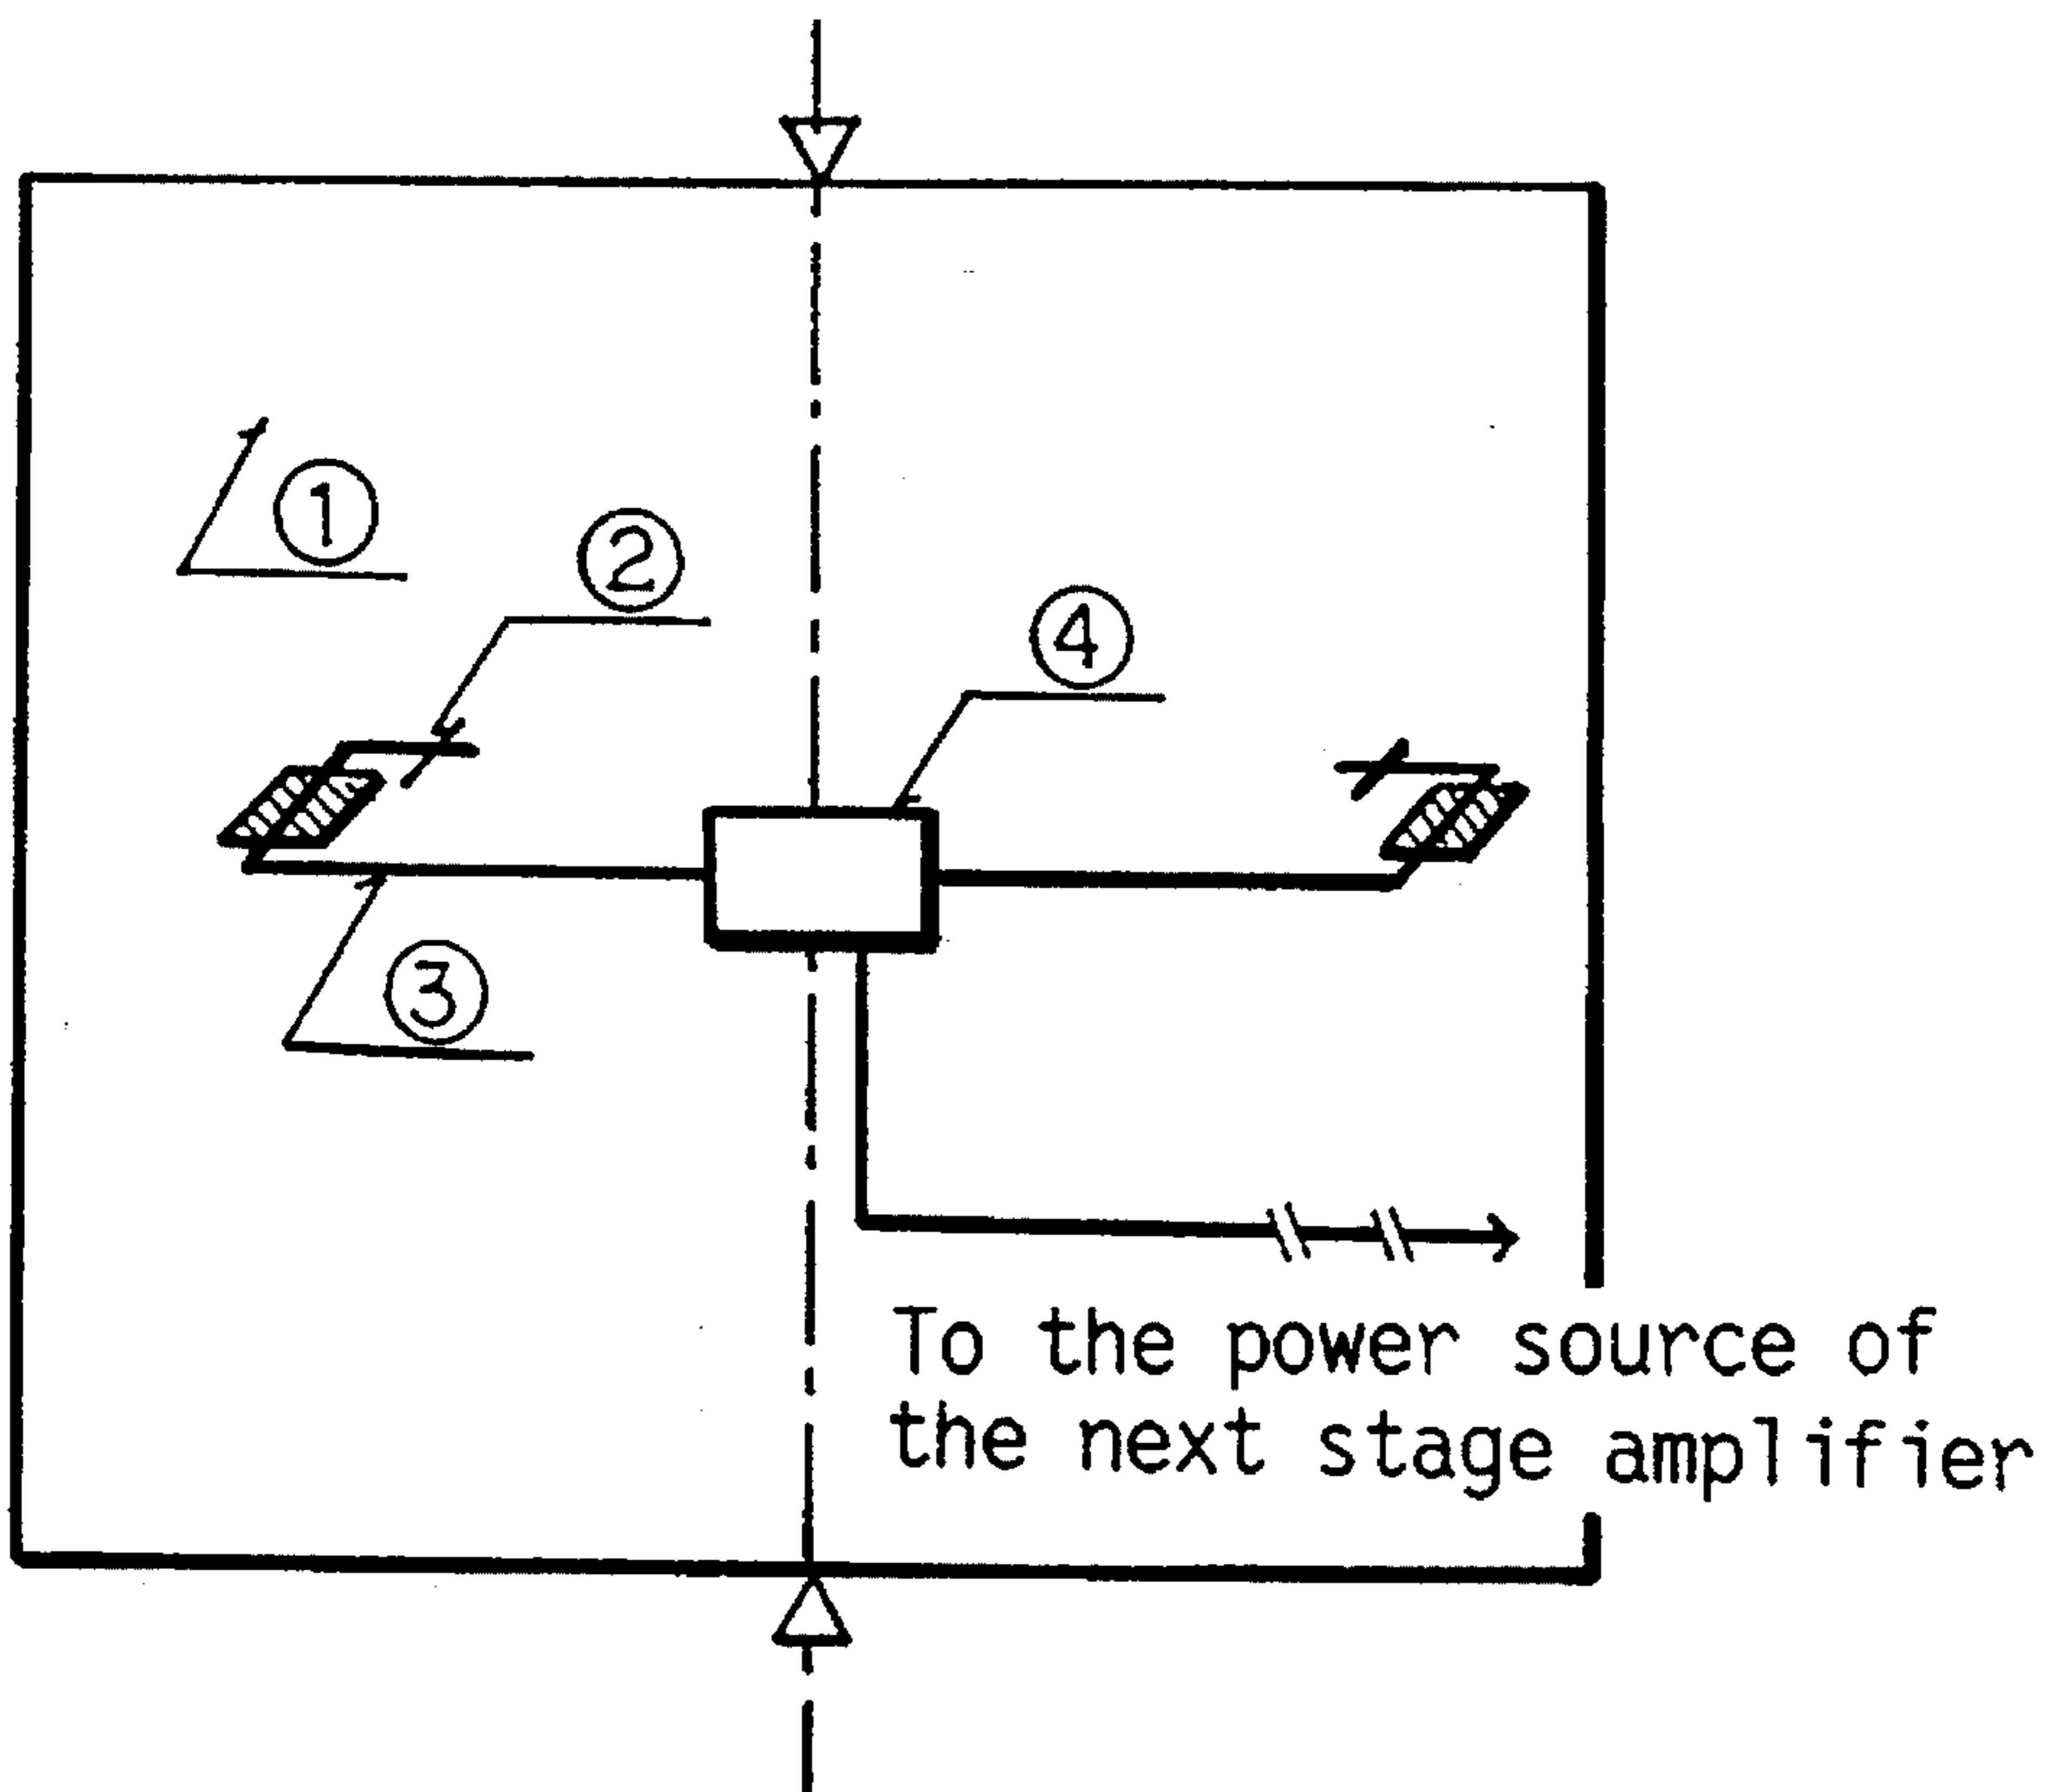 ①
②
④
③
To the power source of
the next stage amplifier